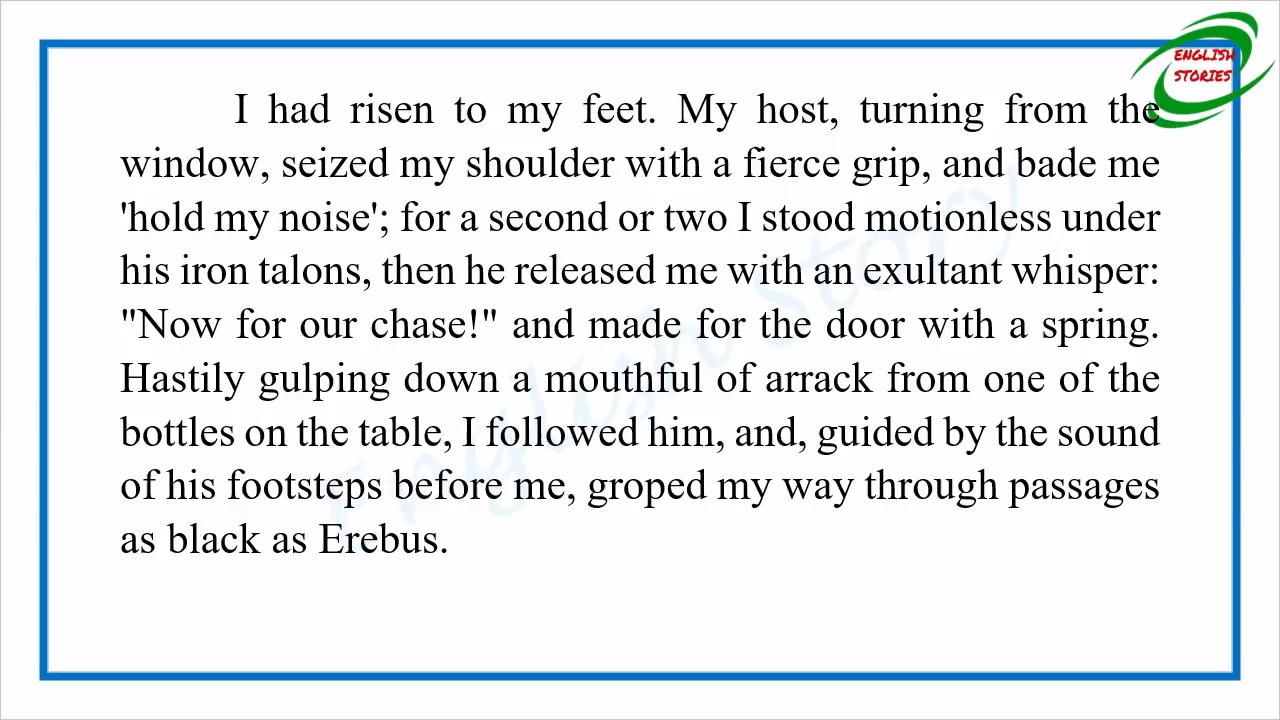 ENGLISH
STORIES
I had risen to my feet. My host, turning from the
window, seized my shoulder with a fierce grip, and bade me
'hold my noise'; for a second or two I stood motionless under
his iron talons, then he released me with an exultant whisper:
"Now for our chase!" and made for the door with a spring.
Hastily gulping down a mouthful of arrack from one of the
bottles on the table, I followed him, and, guided by the sound
of his footsteps before me, groped my way through passages
as black as Erebus.
English Story